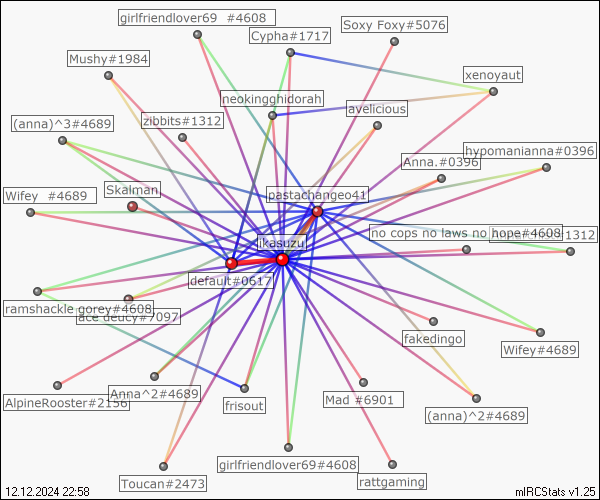 girlfriendlover69 #4608
Soxy Foxy#5076
Cypha#1717
Mushy#1984
xenoyaut
neokingghidorah
avelicious
(anna)^3#4689
zibbits#1312
hypomanianna#0396
Anna.#0396
Skalman
Wifey #4689
pastachangeo41
no cops no laws no hope#4608
1312
ikasuzu
default#0617
ramshackle gorey#4608
ace deucy#7097
fakedingo
Wifey#4689
AlpineRooster#2156
Anna^2#4689
frisout
Mad #6901
(anna)^2#4689
Toucan#2473
girlfriendlover69#4608
rattgaming
12.12.2024 22:58
mIRCStats v1.25